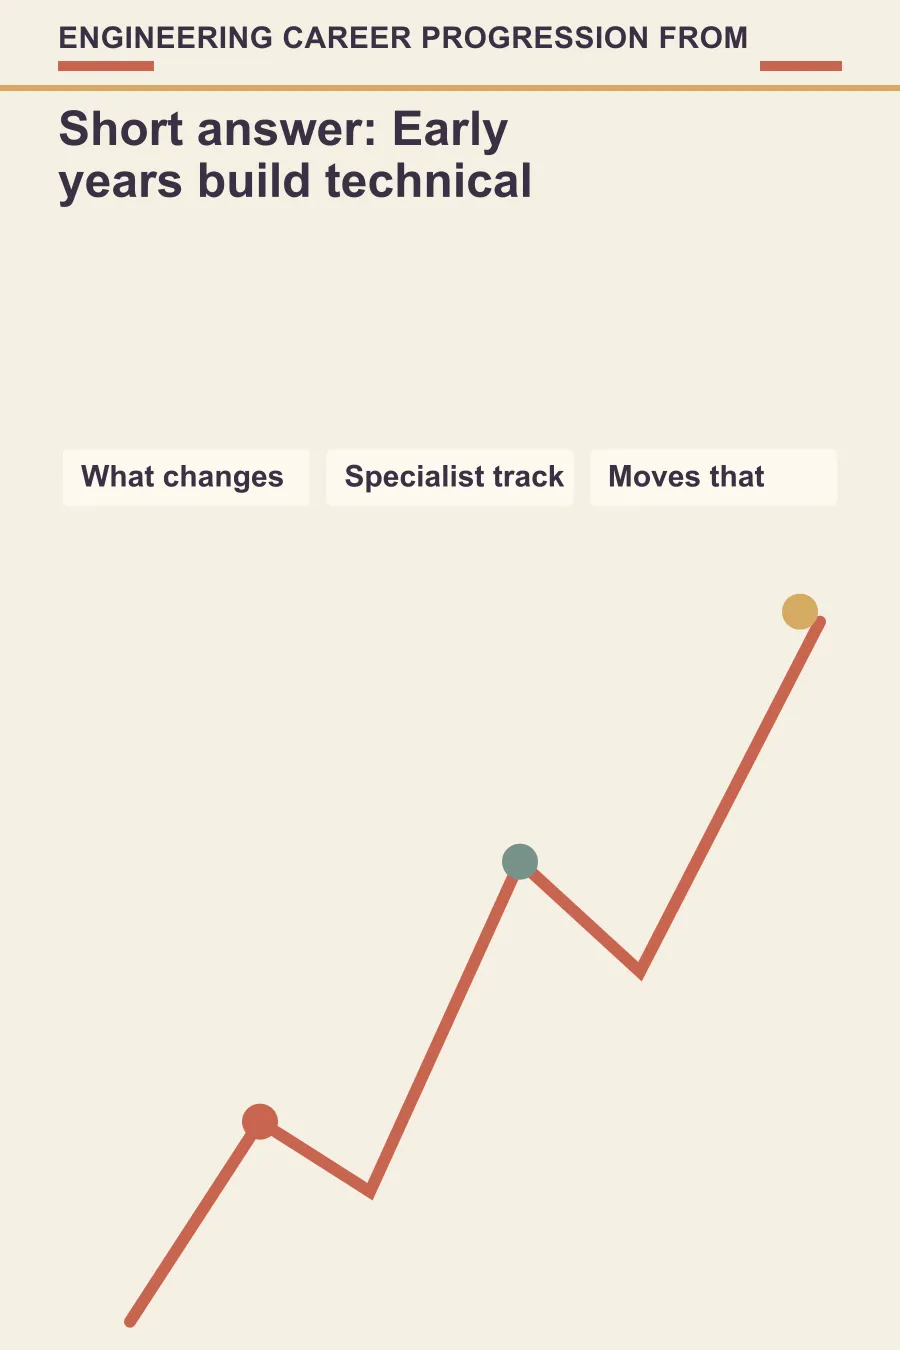 ENGINEERING CAREER PROGRESSION FROM
Short answer: Early
years build technical
What changes
Specialist track
Moves that